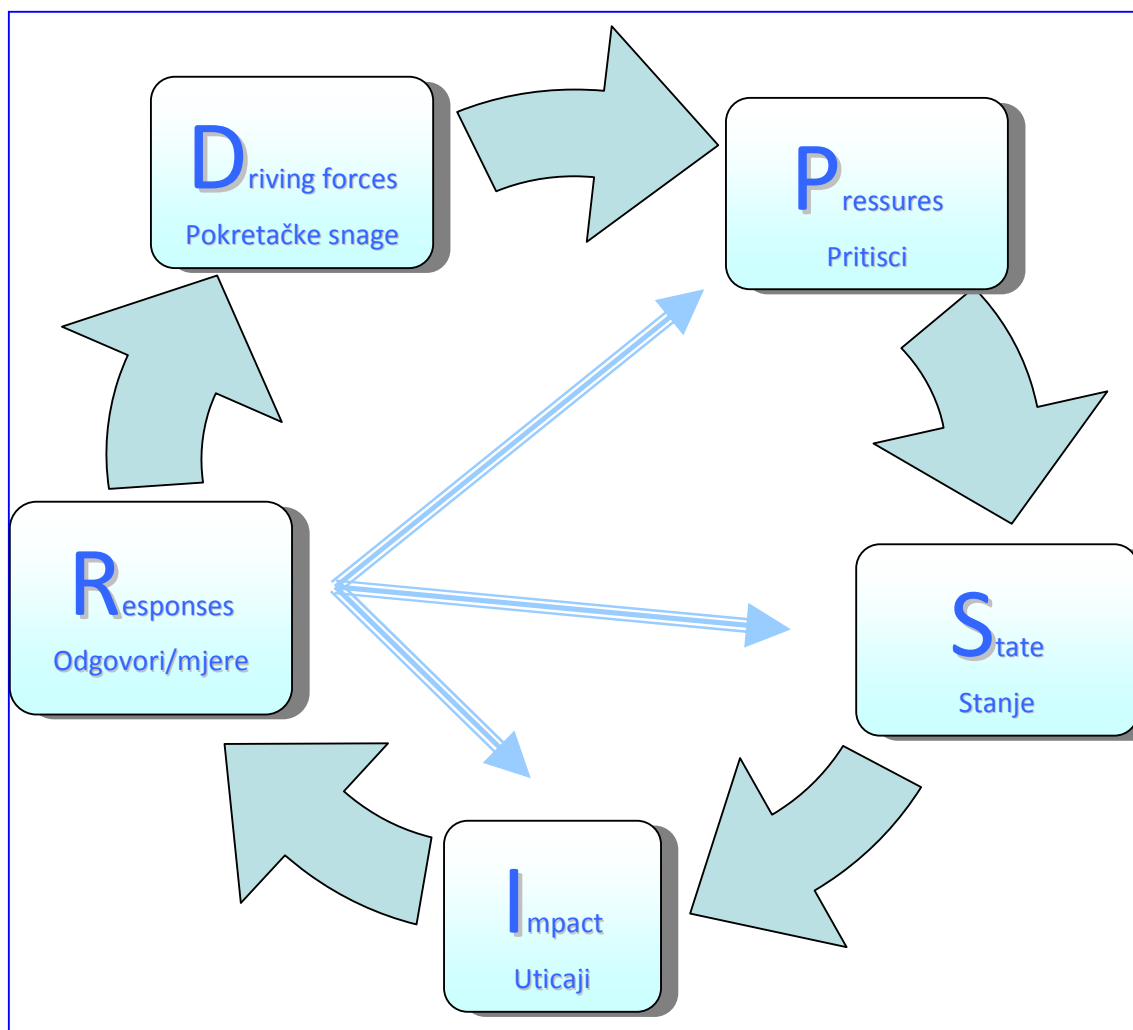 Driving forces
Pokretačke snage
Pressures
Pritisci
Responses
Odgovori/mjere
State
Stanje
Impact
Uticaji